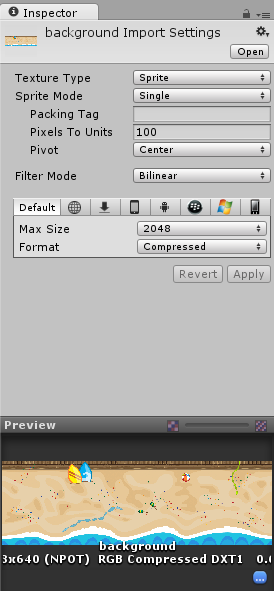 Inspector
background Import Settings
Open
Texture Type Sprite
Sprite Mode Single
Packing Tag
Pixels To Units 100
Pivot Center
Filter Mode Bilinear
Default
Max Size 2048
Format Compressed
Revert Apply
Preview
background
3x640 (NPOT) RGB Compressed DXT1 0.